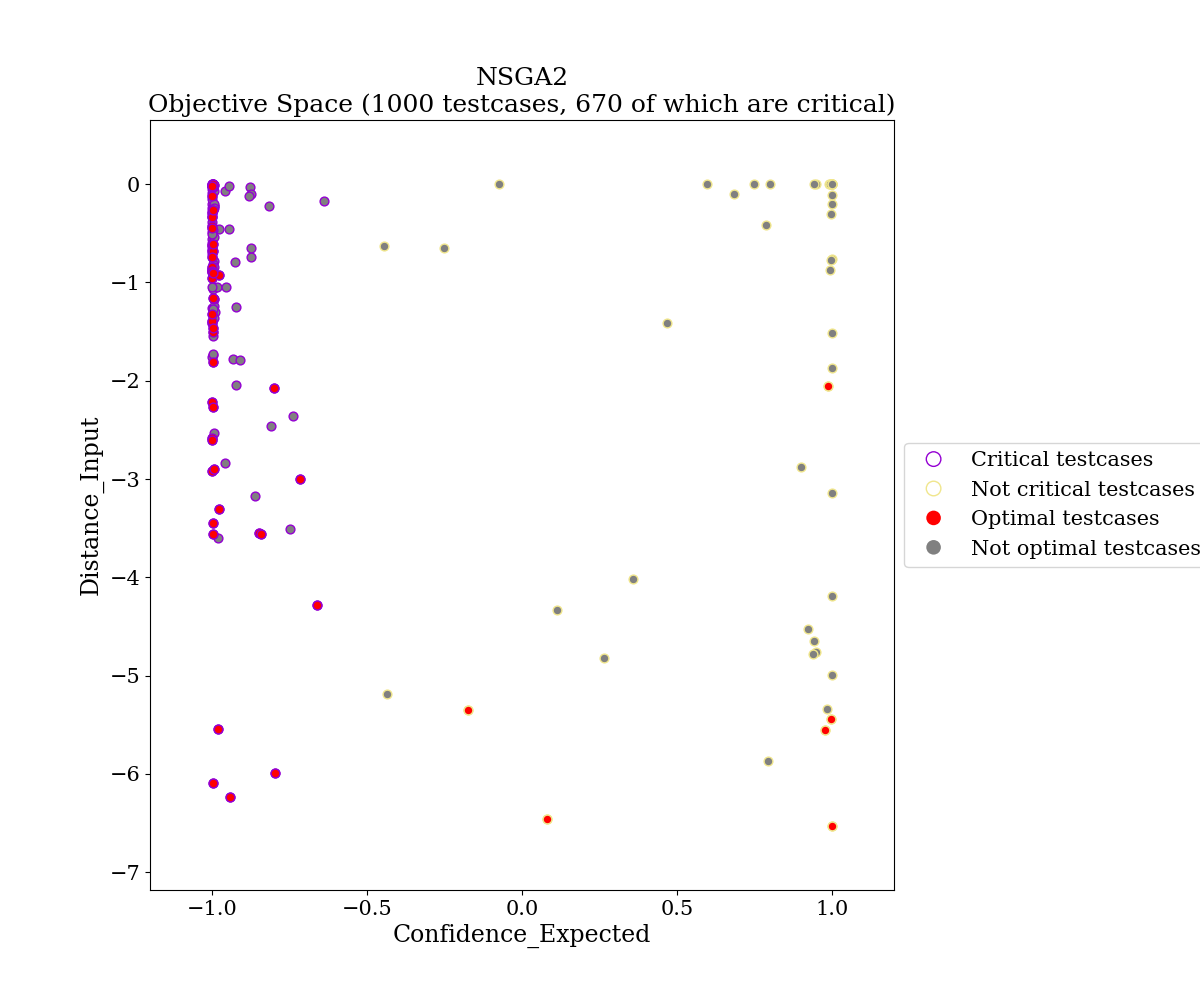 NSGA2
Objective Space (1000 testcases, 670 of which are critical)
0
−1
−2
−3
−4
−5
−6
−7
Distance_Input
−1.0
−0.5
0.0
0.5
1.0
Confidence_Expected
Critical testcases
Not critical testcases
Optimal testcases
Not optimal testcases